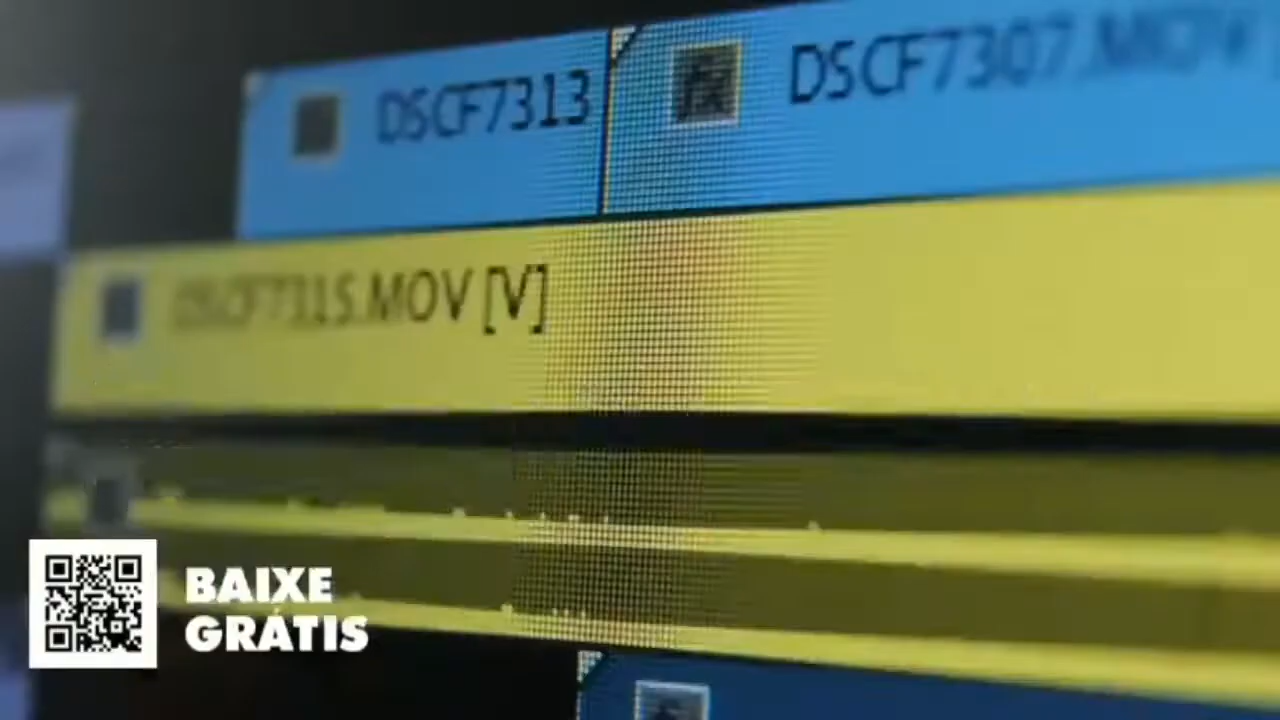 DSCF7313
DSCF7307.MOV
DSCF7315.MOV [V]
BAIXE
GRÁTIS